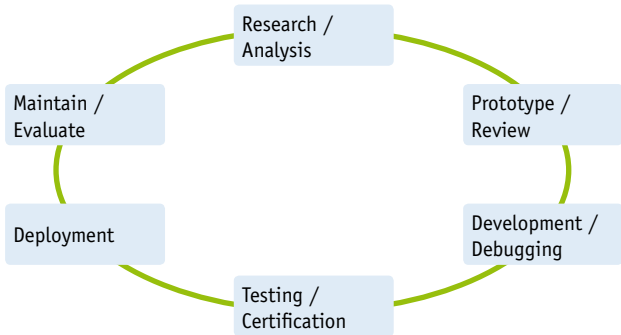 Research /
Analysis
Prototype /
Review
Development /
Debugging
Testing /
Certification
Deployment
Maintain /
Evaluate